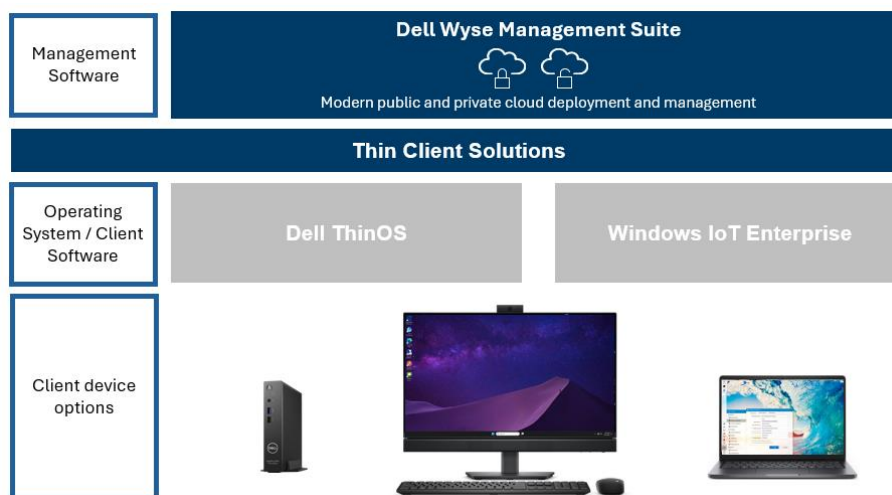 Management
Software
Dell Wyse Management Suite
Modern public and private cloud deployment and management
Thin Client Solutions
Operating
System / Client
Software
Dell ThinOS
Windows IoT Enterprise
Client device
options
DELL